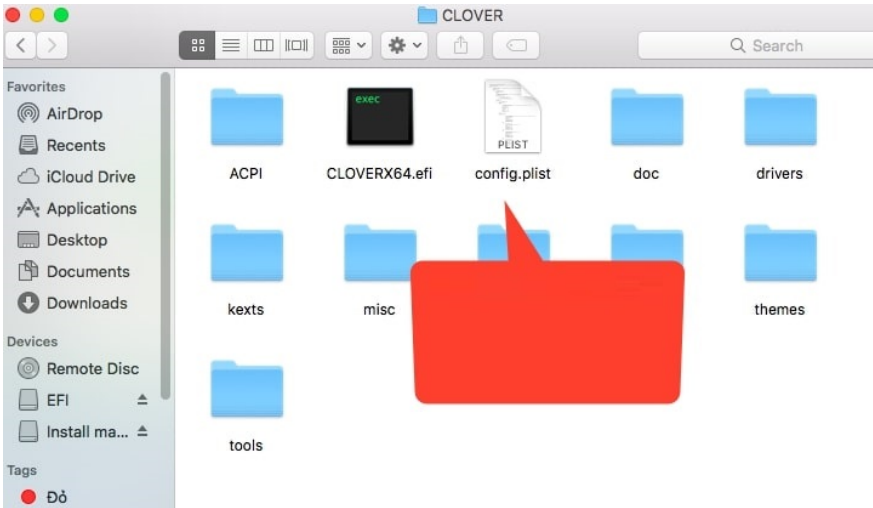 CLOVER
Search
Favorites
AirDrop
Recents
iCloud Drive
Applications
Desktop
Documents
Downloads
Devices
Remote Disc
EFI
Install ma...
Tags
Đỏ
exec
PLIST
ACPI
CLOVERX64.efi
config.plist
doc
drivers
kexts
misc
themes
tools